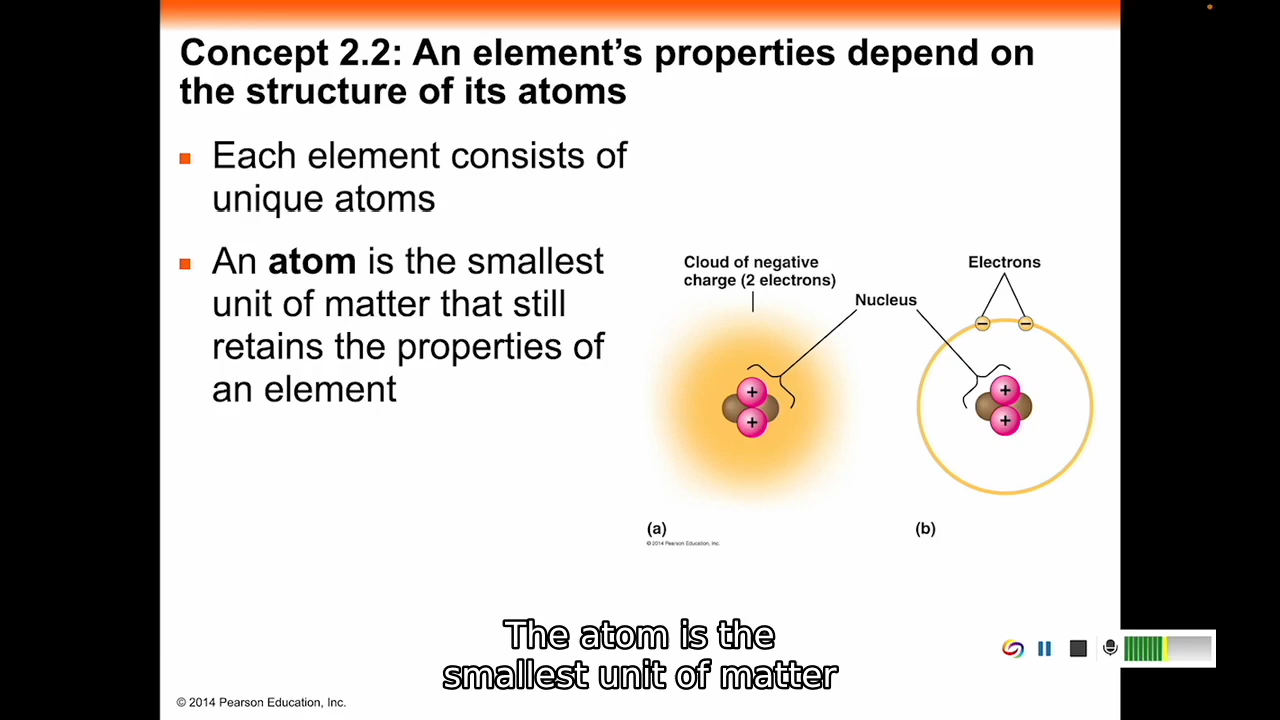 Concept 2.2: An element’s properties depend on
the structure of its atoms
Each element consists of
unique atoms
An atom is the smallest
unit of matter that still
retains the properties of
an element
Cloud of negative
charge (2 electrons)
Nucleus
Electrons
−
−
+
+
+
+
(a)
(b)
© 2014 Pearson Education, Inc.
The atom is the
smallest unit of matter
© 2014 Pearson Education, Inc.